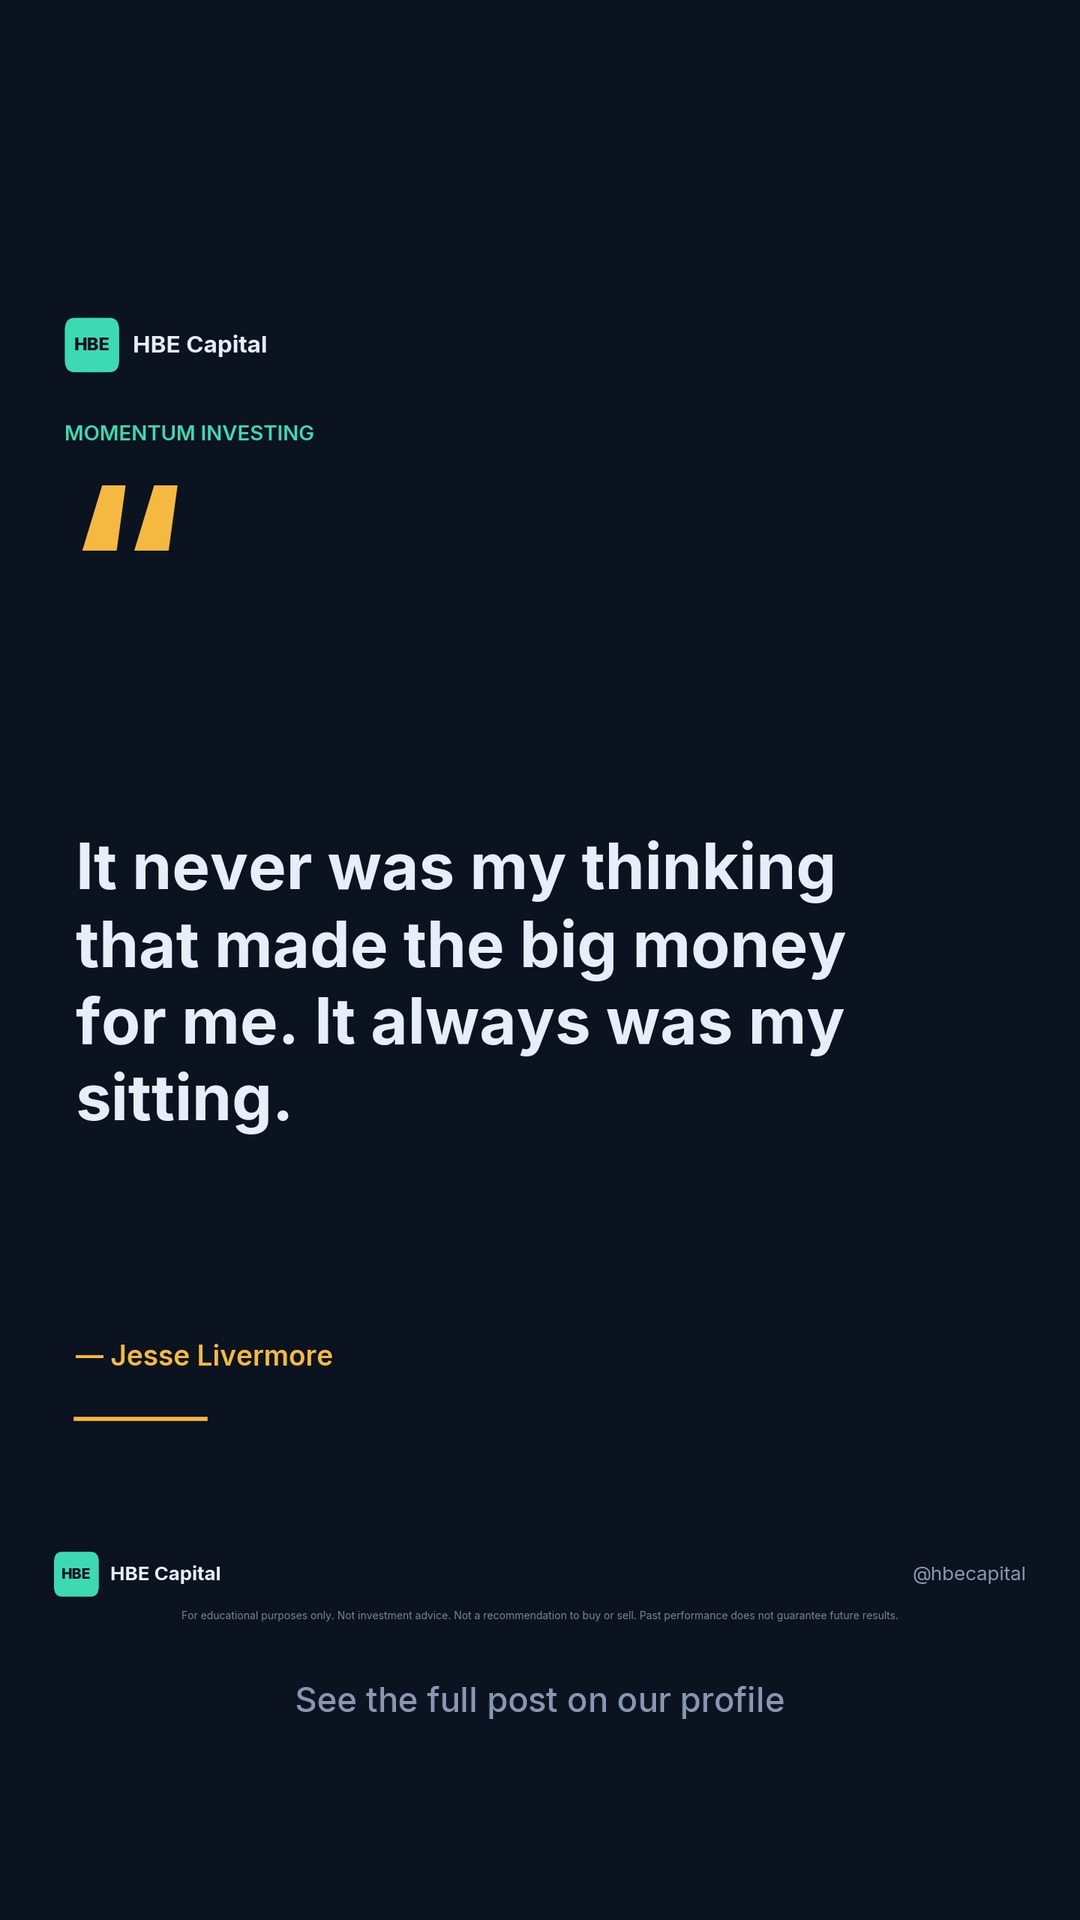 HBE HBE Capital
MOMENTUM INVESTING
"
It never was my thinking
that made the big money
for me. It always was my
sitting.
— Jesse Livermore
HBE HBE Capital @hbecapital
For educational purposes only. Not investment advice. Not a recommendation to buy or sell. Past performance does not guarantee future results.
See the full post on our profile